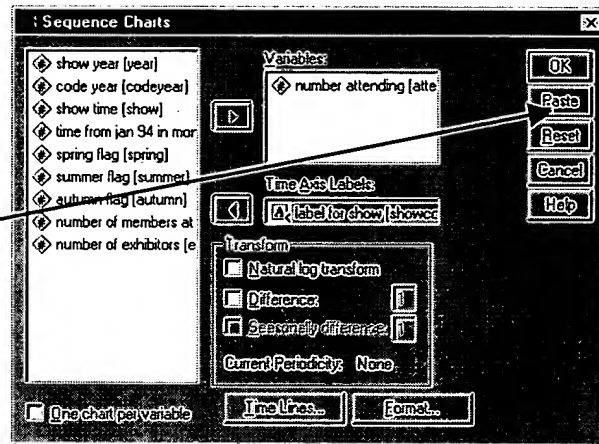 Sequence Charts
show year [year]
code year [codeyear]
show time [show]
time from jan 94 in mor
spring flag [spring]
summer flag [summer]
autumn flag [autumn]
number of members at
number of exhibitors [e
One chart per variable
Variables:
number attending [atte
Time Axis Labels:
label for show [showcc
Transform
Natural log transform
Difference: 1
Seasonally difference: 1
Current Periodicity: None
Time Lines...
Format...
OK
Paste
Reset
Cancel
Help